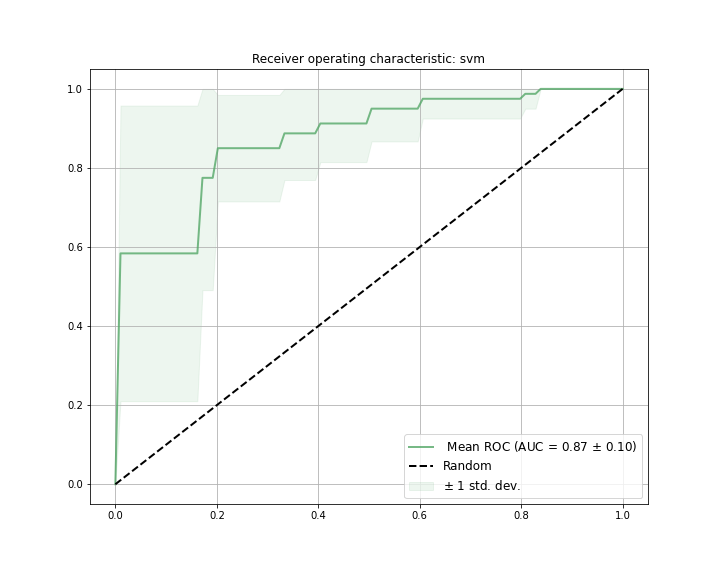 Receiver operating characteristic: svm
1.0
0.8
0.6
0.4
0.2
0.0
Mean ROC (AUC = 0.87 ± 0.10)
Random
± 1 std. dev.
0.0 0.2 0.4 0.6 0.8 1.0